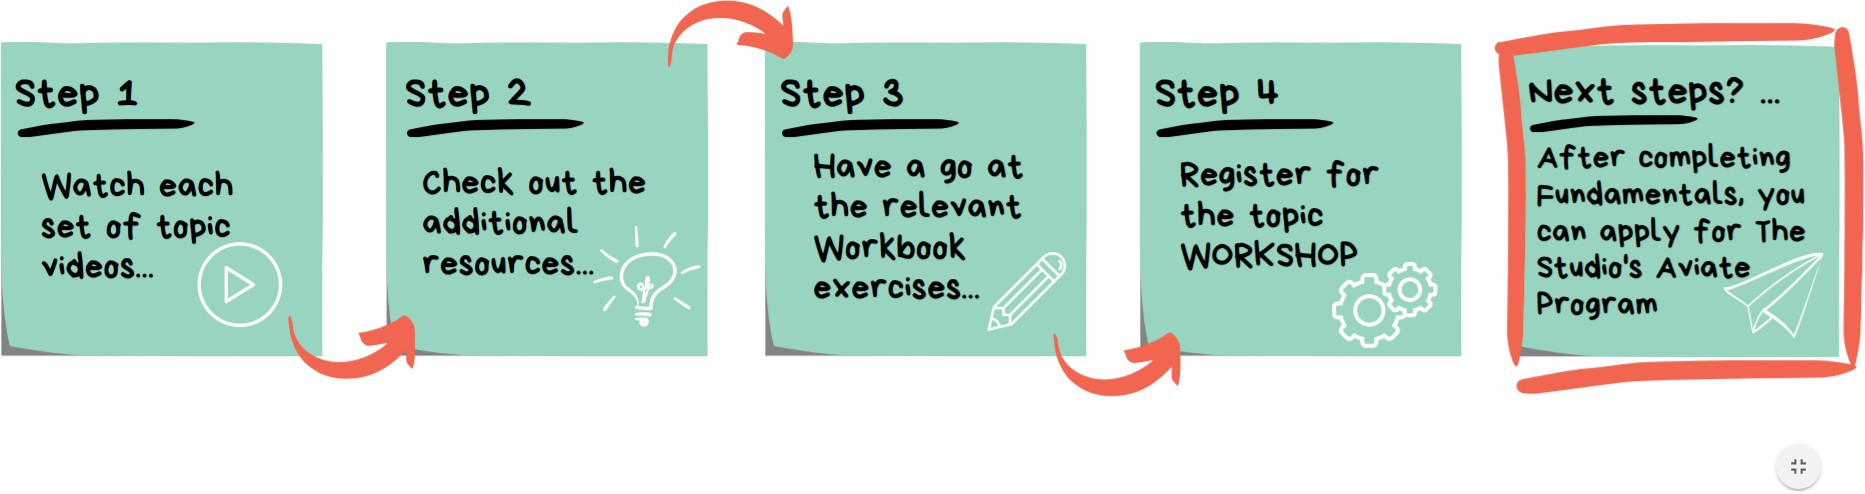 Step 1
Watch each
set of topic
videos...
Step 2
Check out the
additional
resources...
Step 3
Have a go at
the relevant
Workbook
exercises...
Step 4
Register for
the topic
WORKSHOP
Next steps? ...
After completing
Fundamentals, you
can apply for The
Studio's Aviate
Program